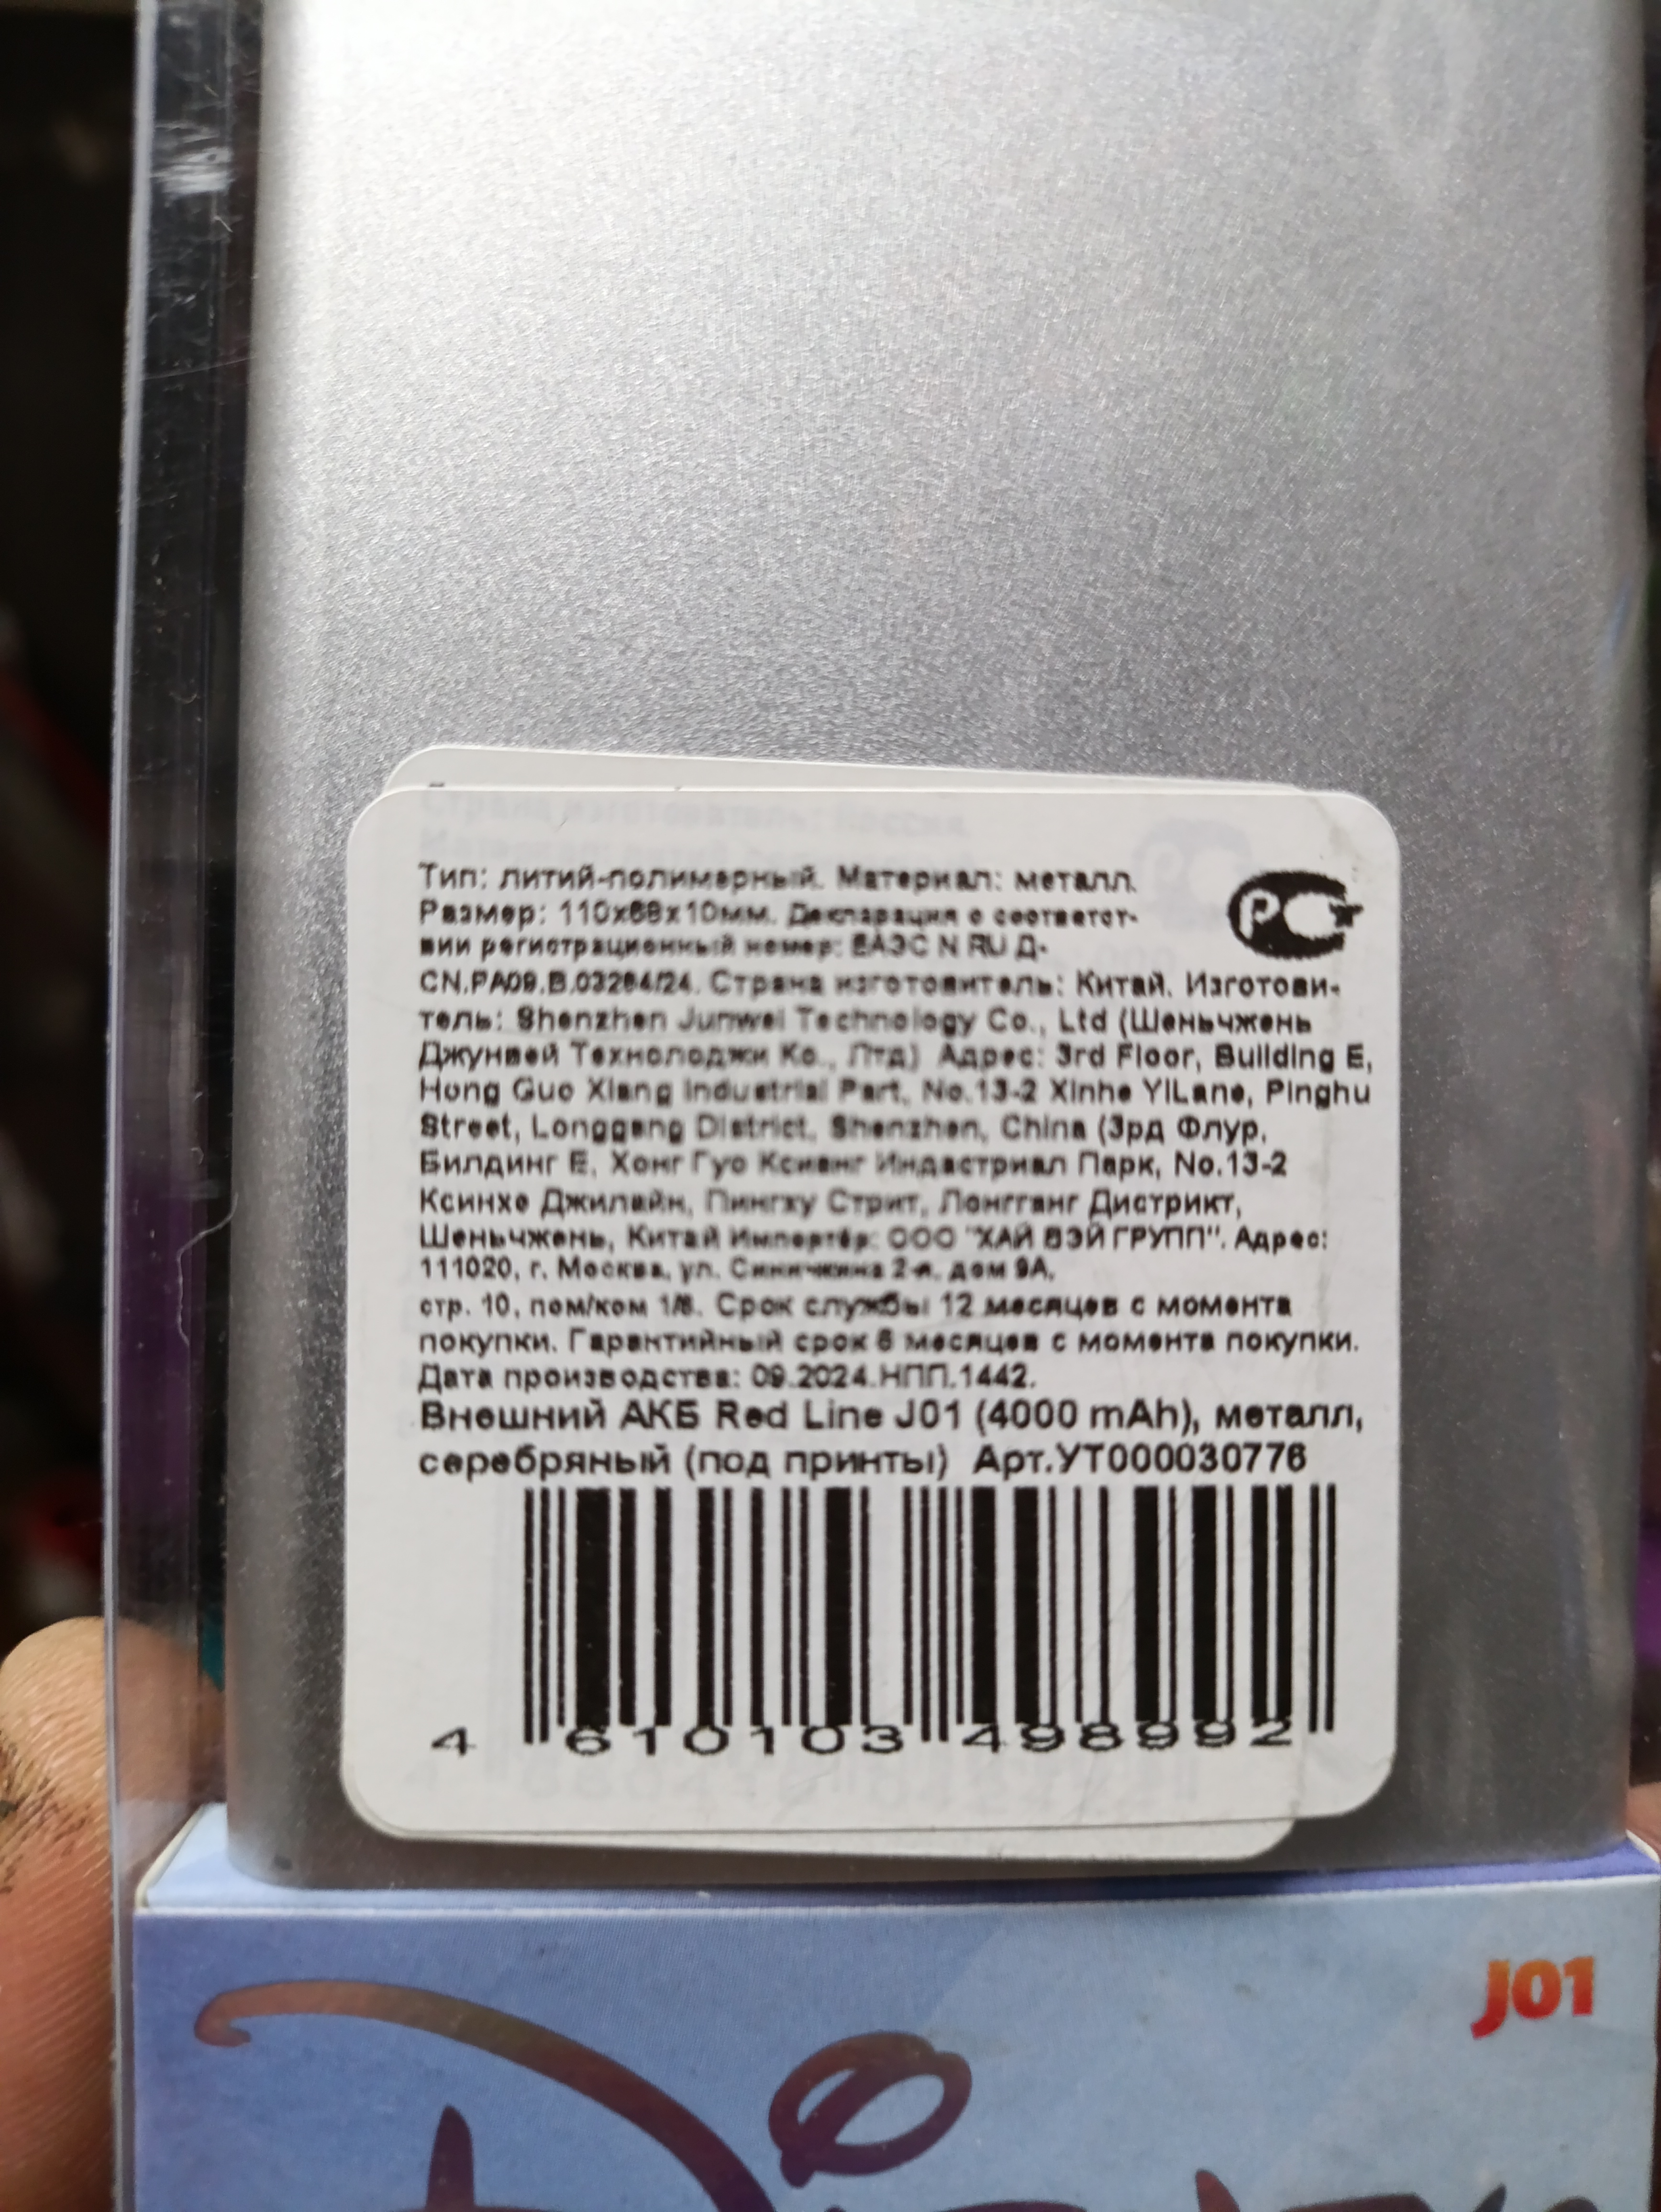 Тип: литий-полимерный. Материал: металл.
Размер: 110х68х10мм. Декларация о соответст-
вии регистрационный номер: ЕАЭС N RU Д-
CN.РА09.В.03264/24. Страна изготовитель: Китай. Изготови-
тель: Shenzhen Junwei Technology Co., Ltd (Шеньчжень
Джунвей Технолоджи Ко., Лтд) Адрес: 3rd Floor, Building E,
Hong Guo Xiang Industrial Part, No.13-2 Xinhe YiLane, Pinghu
Street, Longgang District, Shenzhen, China (3рд Флур,
Билдинг Е, Хонг Гуо Ксианг Индастриал Парк, No.13-2
Ксинхе Джилайн, Пингху Стрит, Лонгганг Дистрикт,
Шеньчжень, Китай Импортёр: ООО "ХАЙ ВЭЙ ГРУПП". Адрес:
111020, г. Москва, ул. Синичкина 2-я, дом 9А,
стр. 10, пом/ком 1/6. Срок службы 12 месяцев с момента
покупки. Гарантийный срок 6 месяцев с момента покупки.
Дата производства: 09.2024.НПП.1442.
Внешний АКБ Red Line J01 (4000 mAh), металл,
серебряный (под принты) Арт.УТ000030776
4 610103 498992
J01
Disney